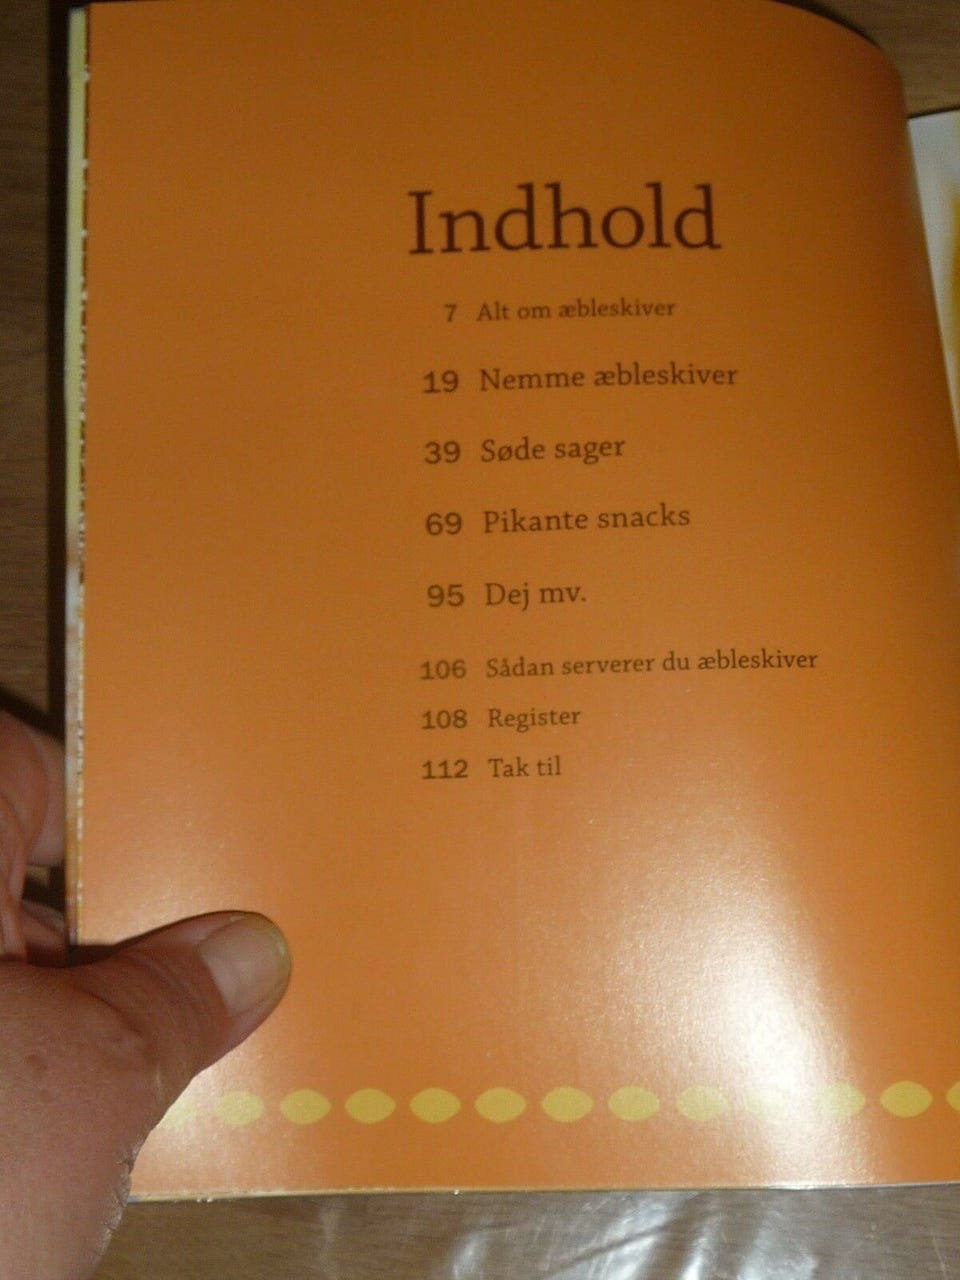 Indhold
7 Alt om æbleskiver
19 Nemme æbleskiver
39 Søde sager
69 Pikante snacks
95 Dej mv.
106 Sådan serverer du æbleskiver
108 Register
112 Tak til